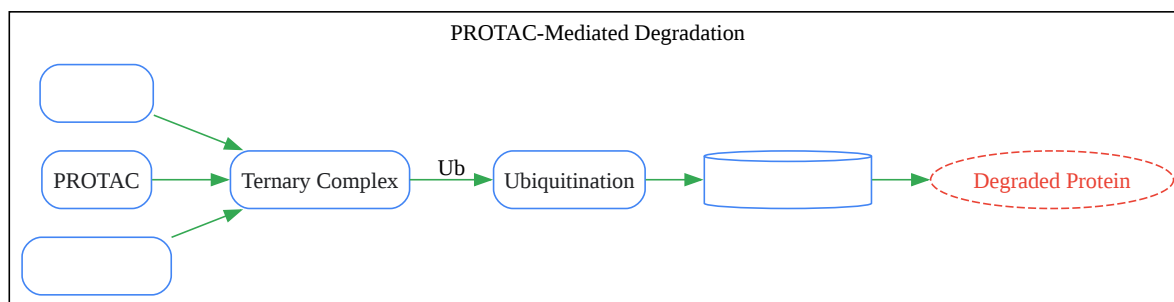 PROTAC-Mediated Degradation
PROTAC
Ternary Complex
Ub
Ubiquitination
Degraded Protein